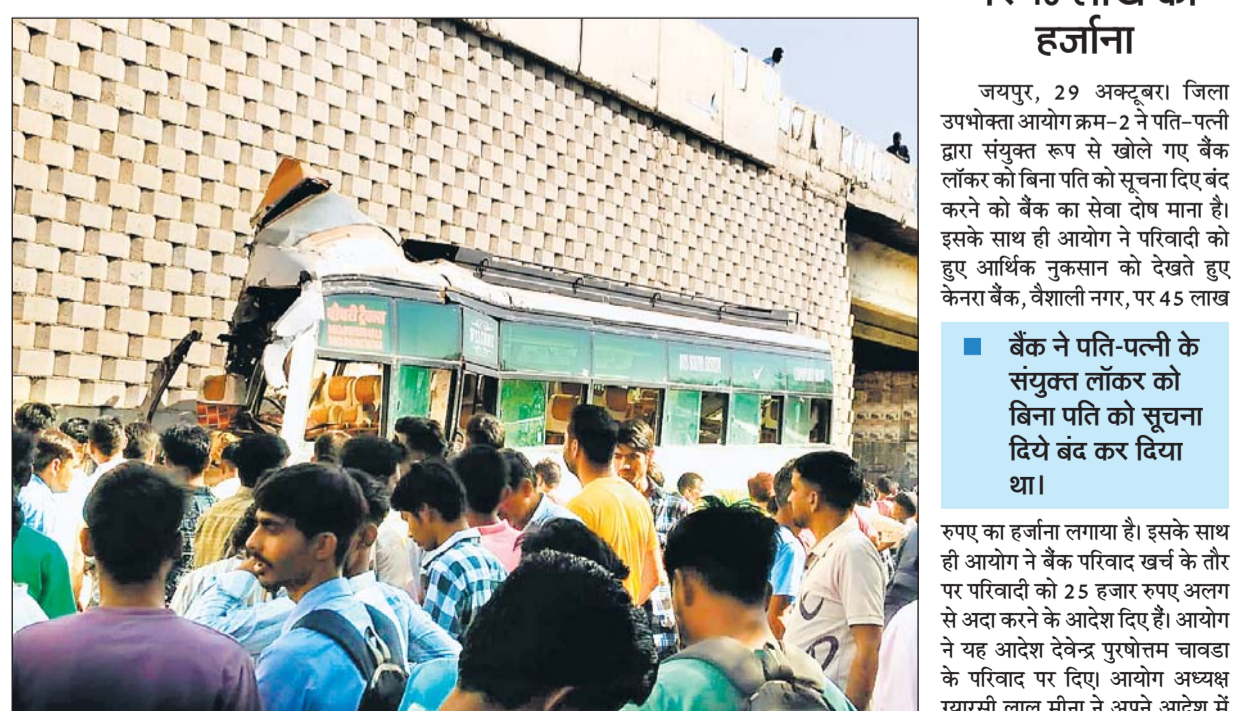 हर्जाना
जयपुर, 29 अक्टूबर। जिला
उपभोक्ता आयोग क्रम-2 ने पति-पत्नी
द्वारा संयुक्त रूप से खोले गए बैंक
लॉकर को बिना पति को सूचना दिए बंद
करने को बैंक का सेवा दोष माना है।
इसके साथ ही आयोग ने परिवादी को
हुए आर्थिक नुकसान को देखते हुए
केनरा बैंक, वैशाली नगर, पर 45 लाख
बैंक ने पति-पत्नी के
संयुक्त लॉकर को
बिना पति को सूचना
दिये बंद कर दिया
था।
रुपए का हर्जाना लगाया है। इसके साथ
ही आयोग ने बैंक परिवाद खर्च के तौर
पर परिवादी को 25 हजार रुपए अलग
से अदा करने के आदेश दिए हैं। आयोग
ने यह आदेश देवेन्द्र पुरषोत्तम चावडा
के परिवाद पर दिए। आयोग अध्यक्ष
ग्यारसी लाल मीना ने अपने आदेश में